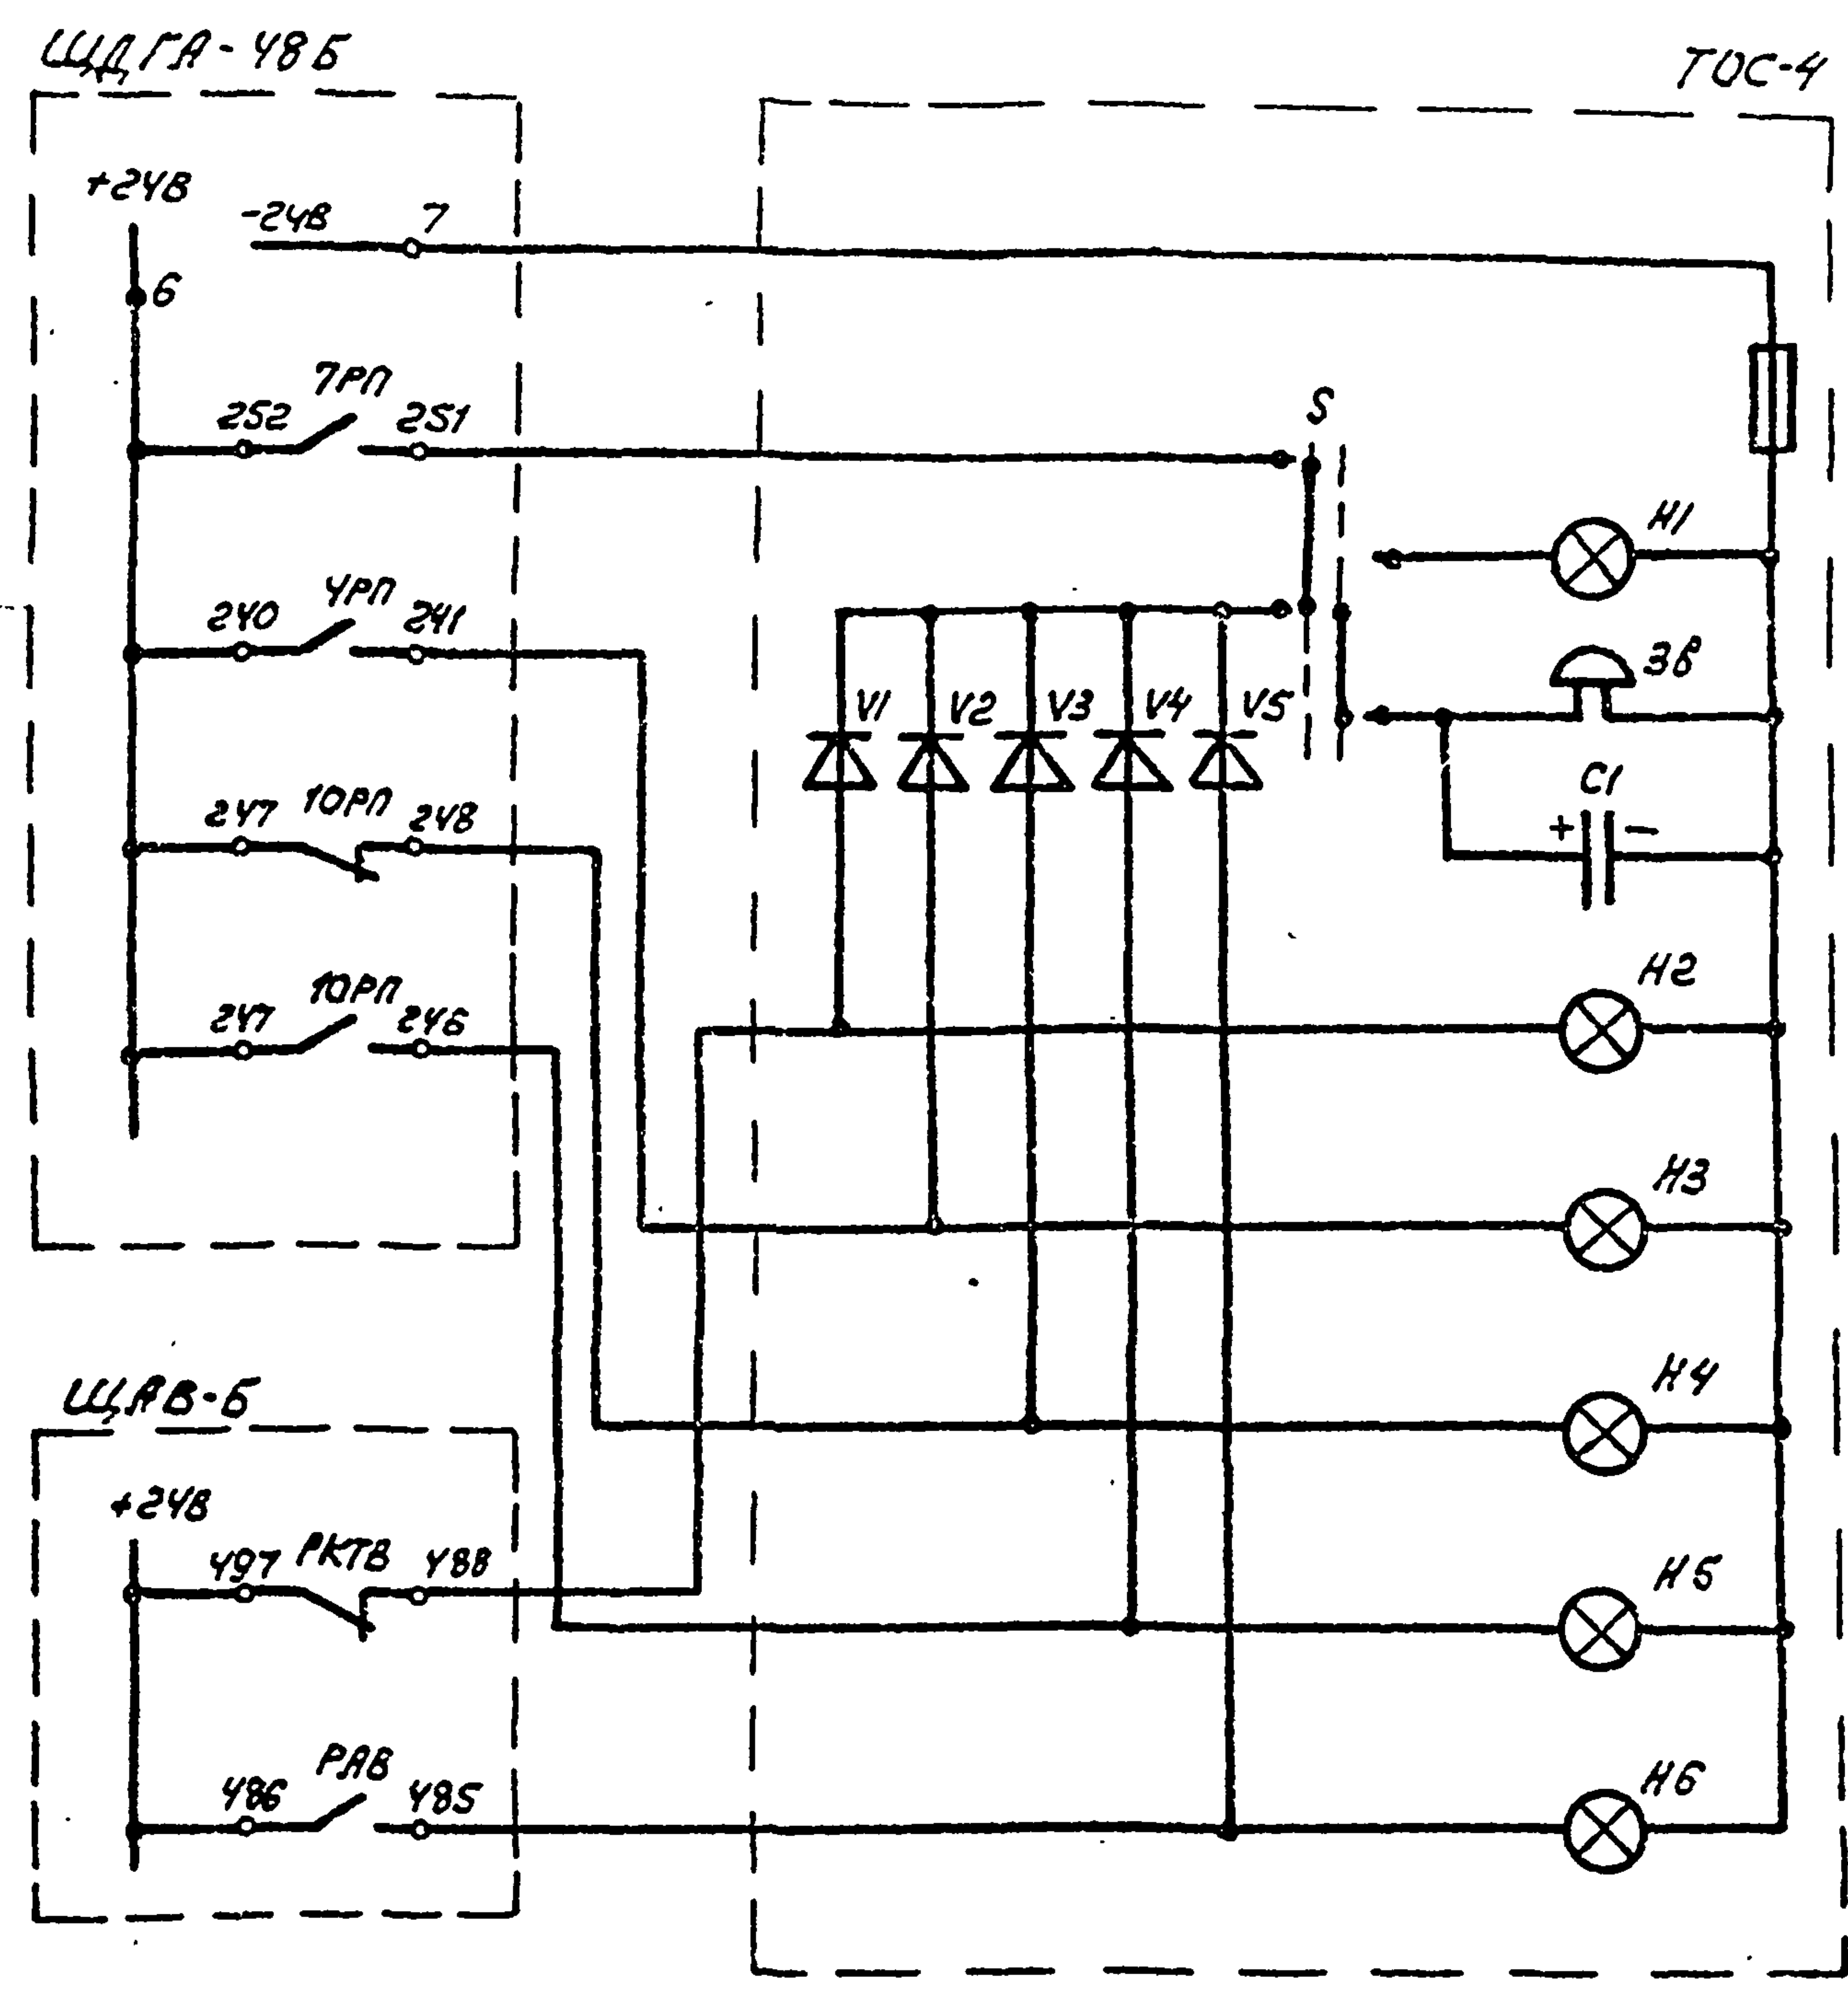 ЩДГА-48Б
ТОС-4
+24В
-24В 7
6
7РП
252 251
S
4РП
240 241
Н1
Зв
V1 V2 V3 V4 V5
10РП
247 248
С1
+ −
10РП
247 246
Н2
Н3
ЩАВ-Б
Н4
+24В
497 РКТВ 488
Н5
РАВ
486 485
Н6